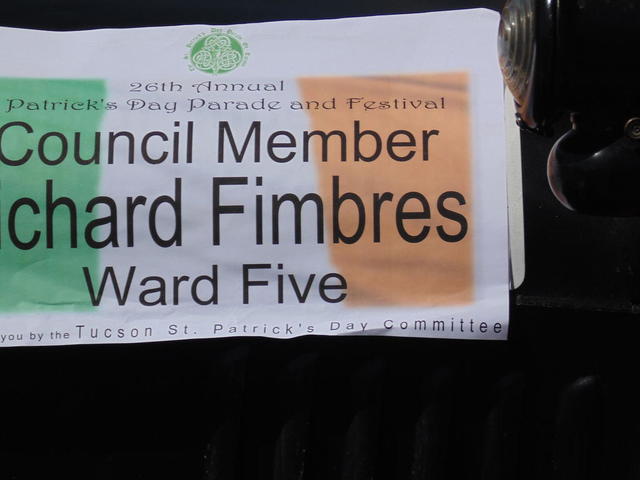 26th Annual
Patrick's Day Parade and Festival
Council Member
ichard Fimbres
Ward Five
you by the Tucson St. Patrick's Day Committee